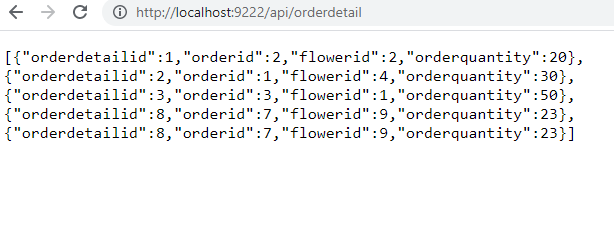 http://localhost:9222/api/orderdetail
[{"orderdetailid":1,"orderid":2,"flowerid":2,"orderquantity":20},
{"orderdetailid":2,"orderid":1,"flowerid":4,"orderquantity":30},
{"orderdetailid":3,"orderid":3,"flowerid":1,"orderquantity":50},
{"orderdetailid":8,"orderid":7,"flowerid":9,"orderquantity":23},
{"orderdetailid":8,"orderid":7,"flowerid":9,"orderquantity":23}]